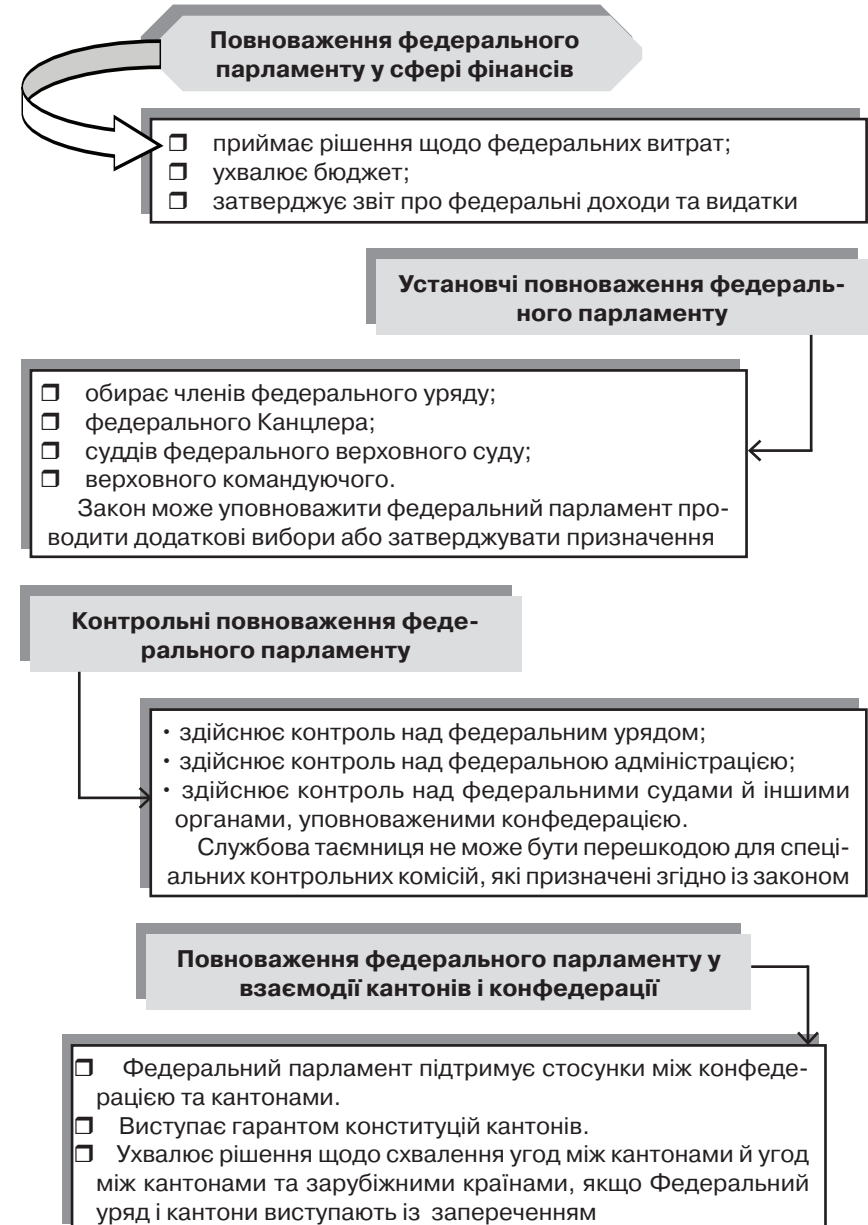 Повноваження федерального
парламенту у сфері фінансів
❒ приймає рішення щодо федеральних витрат;
❒ ухвалює бюджет;
❒ затверджує звіт про федеральні доходи та видатки
Установчі повноваження федераль-
ного парламенту
❒ обирає членів федерального уряду;
❒ федерального Канцлера;
❒ суддів федерального верховного суду;
❒ верховного командуючого.
Закон може уповноважити федеральний парламент про-
водити додаткові вибори або затверджувати призначення
Контрольні повноваження феде-
рального парламенту
· здійснює контроль над федеральним урядом;
· здійснює контроль над федеральною адміністрацією;
· здійснює контроль над федеральними судами й іншими
органами, уповноваженими конфедерацією.
Службова таємниця не може бути перешкодою для спеці-
альних контрольних комісій, які призначені згідно із законом
Повноваження федерального парламенту у
взаємодії кантонів і конфедерації
❒ Федеральний парламент підтримує стосунки між конфеде-
рацією та кантонами.
❒ Виступає гарантом конституцій кантонів.
❒ Ухвалює рішення щодо схвалення угод між кантонами й угод
між кантонами та зарубіжними країнами, якщо Федеральний
уряд і кантони виступають із запереченням